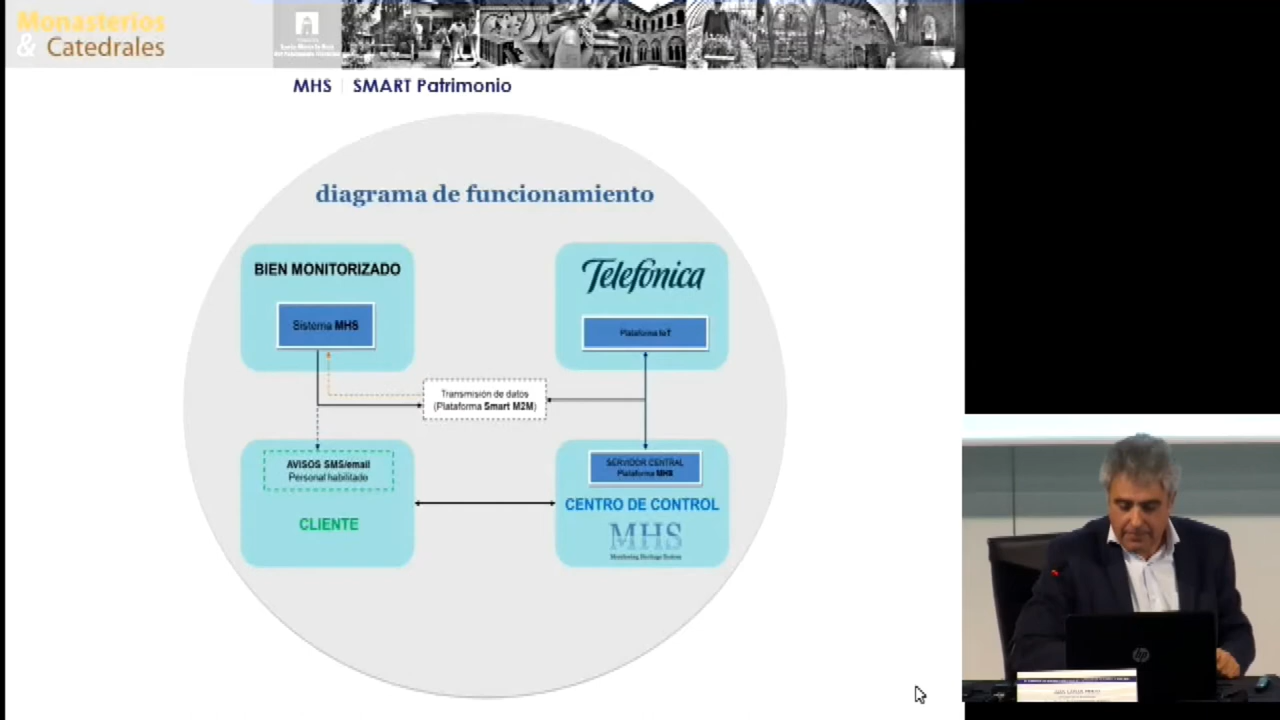 Monasterios
& Catedrales
MHS SMART Patrimonio
diagrama de funcionamiento
BIEN MONITORIZADO
Sistema MHS
Telefónica
Plataforma IoT
Transmisión de datos
(Plataforma Smart M2M)
AVISOS SMS/email
Personal habilitado
CLIENTE
SERVIDOR CENTRAL
Plataforma MHS
CENTRO DE CONTROL
MHS
Monitoring Heritage System
hp